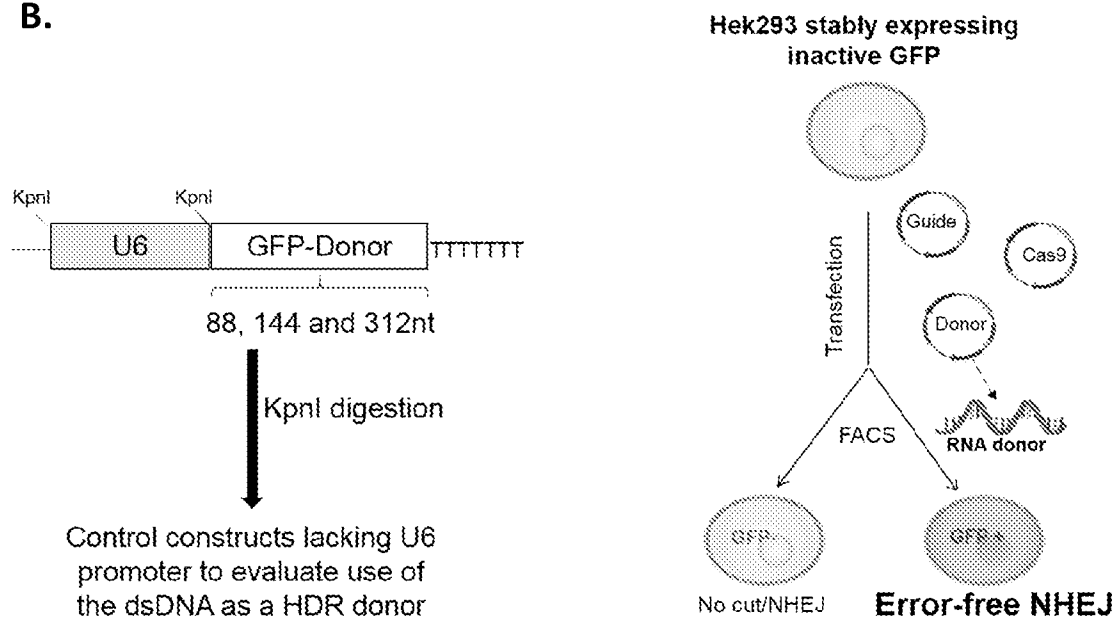 B.
KpnI
KpnI
U6
GFP-Donor
TTTTTTT
88, 144 and 312nt
KpnI digestion
Control constructs lacking U6
promoter to evaluate use of
the dsDNA as a HDR donor
Hek293 stably expressing
inactive GFP
Guide
Cas9
Transfection
Donor
RNA donor
FACS
GFP-
GFP+
No cut/NHEJ
Error-free NHEJ